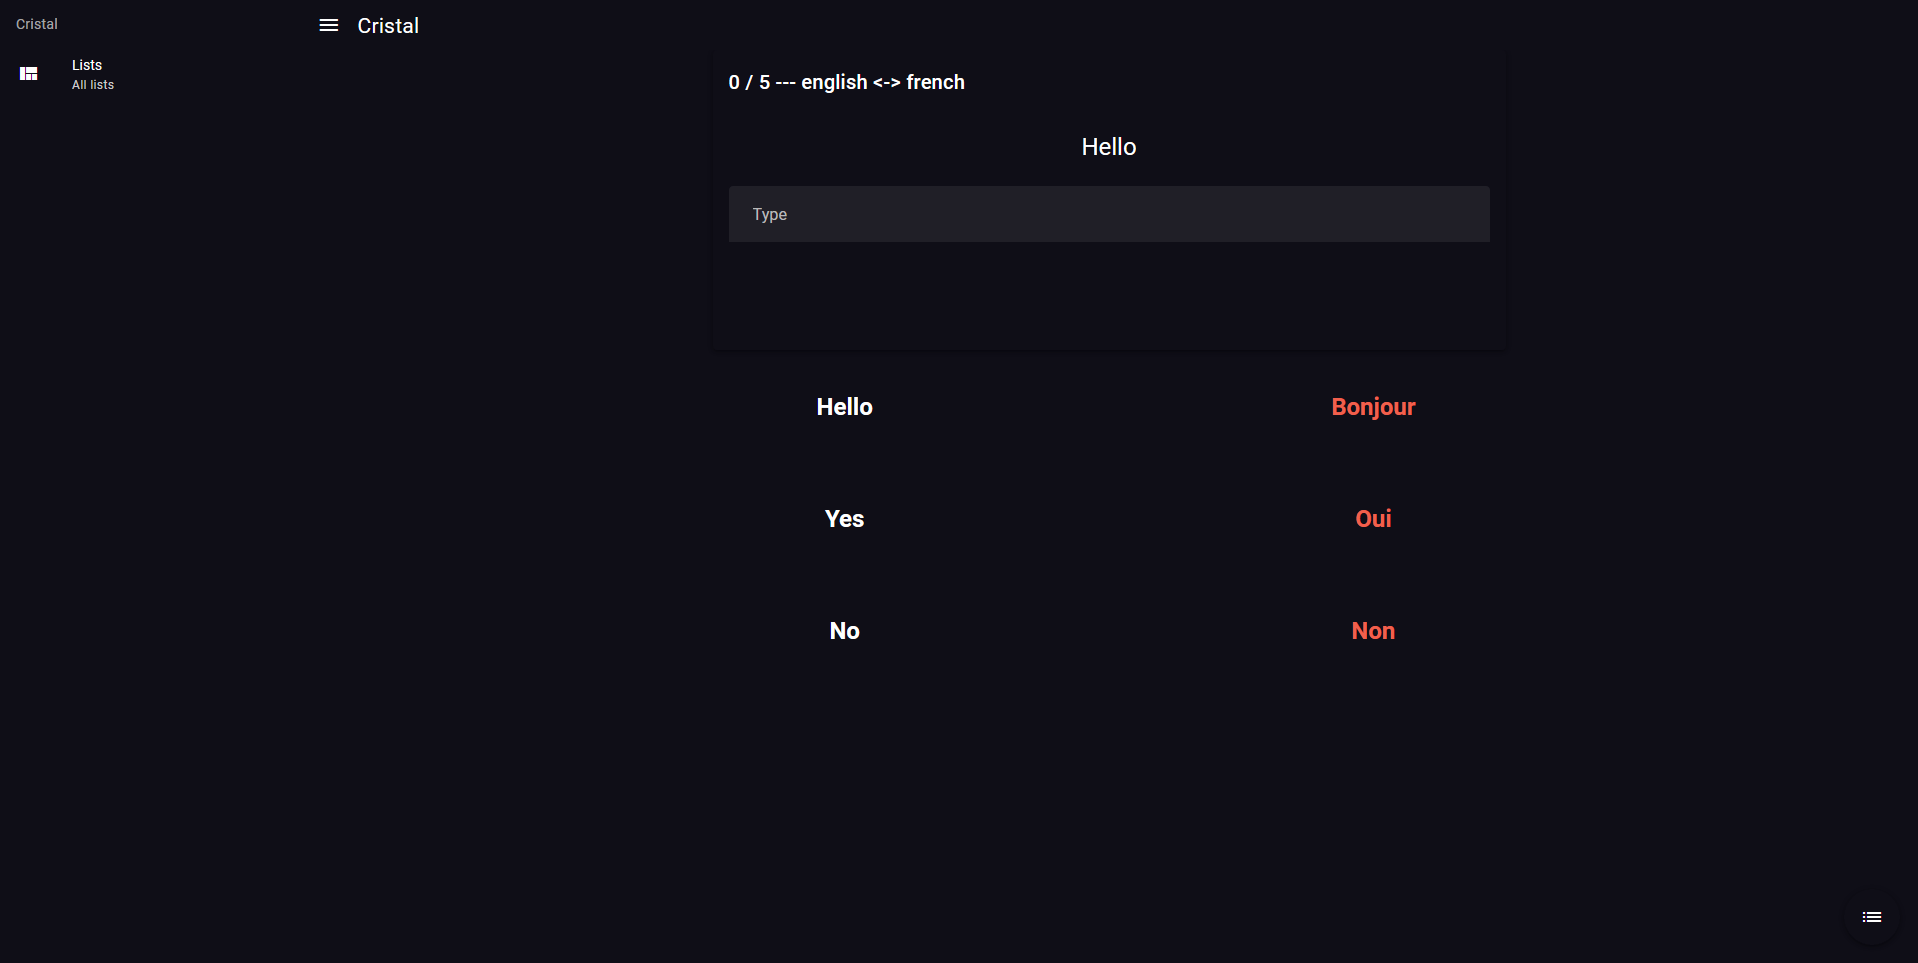 Cristal
Lists
All lists
Cristal
0 / 5 --- english <-> french
Hello
Type
Hello Bonjour
Yes Oui
No Non